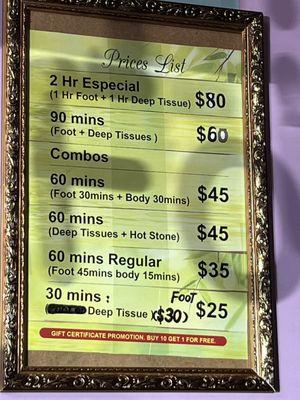 Prices List
2 Hr Especial
(1 Hr Foot + 1 Hr Deep Tissue) $80
90 mins
(Foot + Deep Tissues) $60
Combos
60 mins
(Foot 30mins + Body 30mins) $45
60 mins
(Deep Tissues + Hot Stone) $45
60 mins Regular
(Foot 45mins body 15mins) $35
30 mins : FOOT $25
( Deep Tissue ) ($30)
GIFT CERTIFICATE PROMOTION. BUY 10 GET 1 FOR FREE.